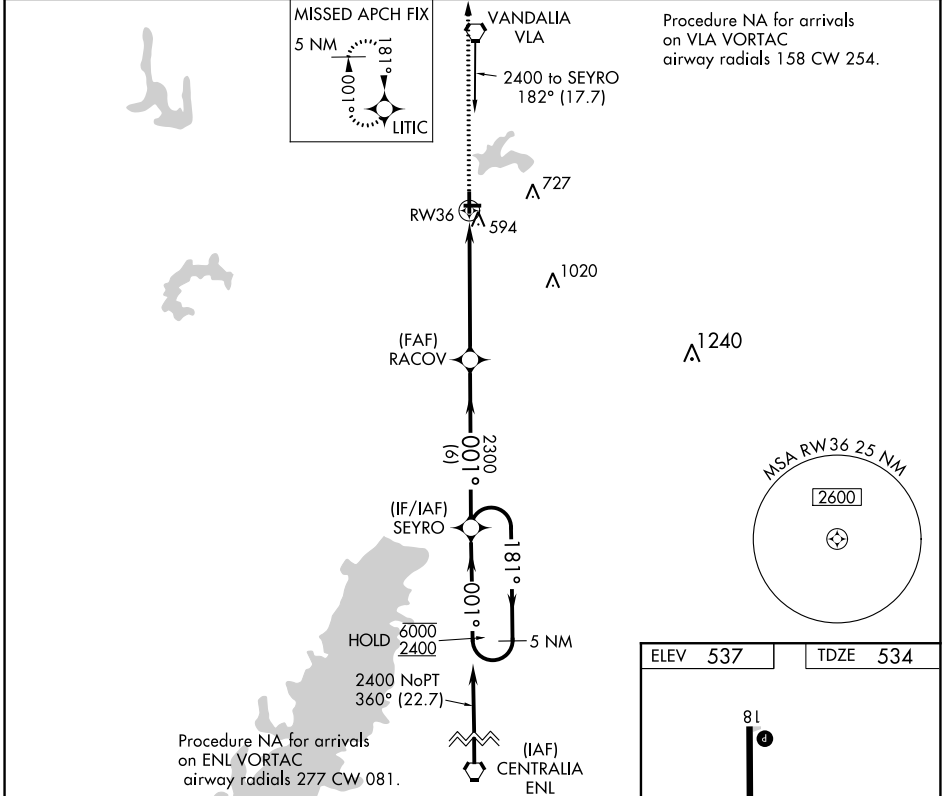 MISSED APCH FIX
5 NM
181°
001°
LITIC
VANDALIA
VLA
2400 to SEYRO
182° (17.7)
Procedure NA for arrivals
on VLA VORTAC
airway radials 158 CW 254.
727
RW36
594
1020
(FAF)
RACOV
1240
2300
001°
(6)
MSA RW36 25 NM
2600
(IF/IAF)
SEYRO
181°
001°
HOLD
6000
2400
5 NM
2400 NoPT
360° (22.7)
Procedure NA for arrivals
on ENL VORTAC
airway radials 277 CW 081.
(IAF)
CENTRALIA
ENL
ELEV 537
TDZE 534
18
P